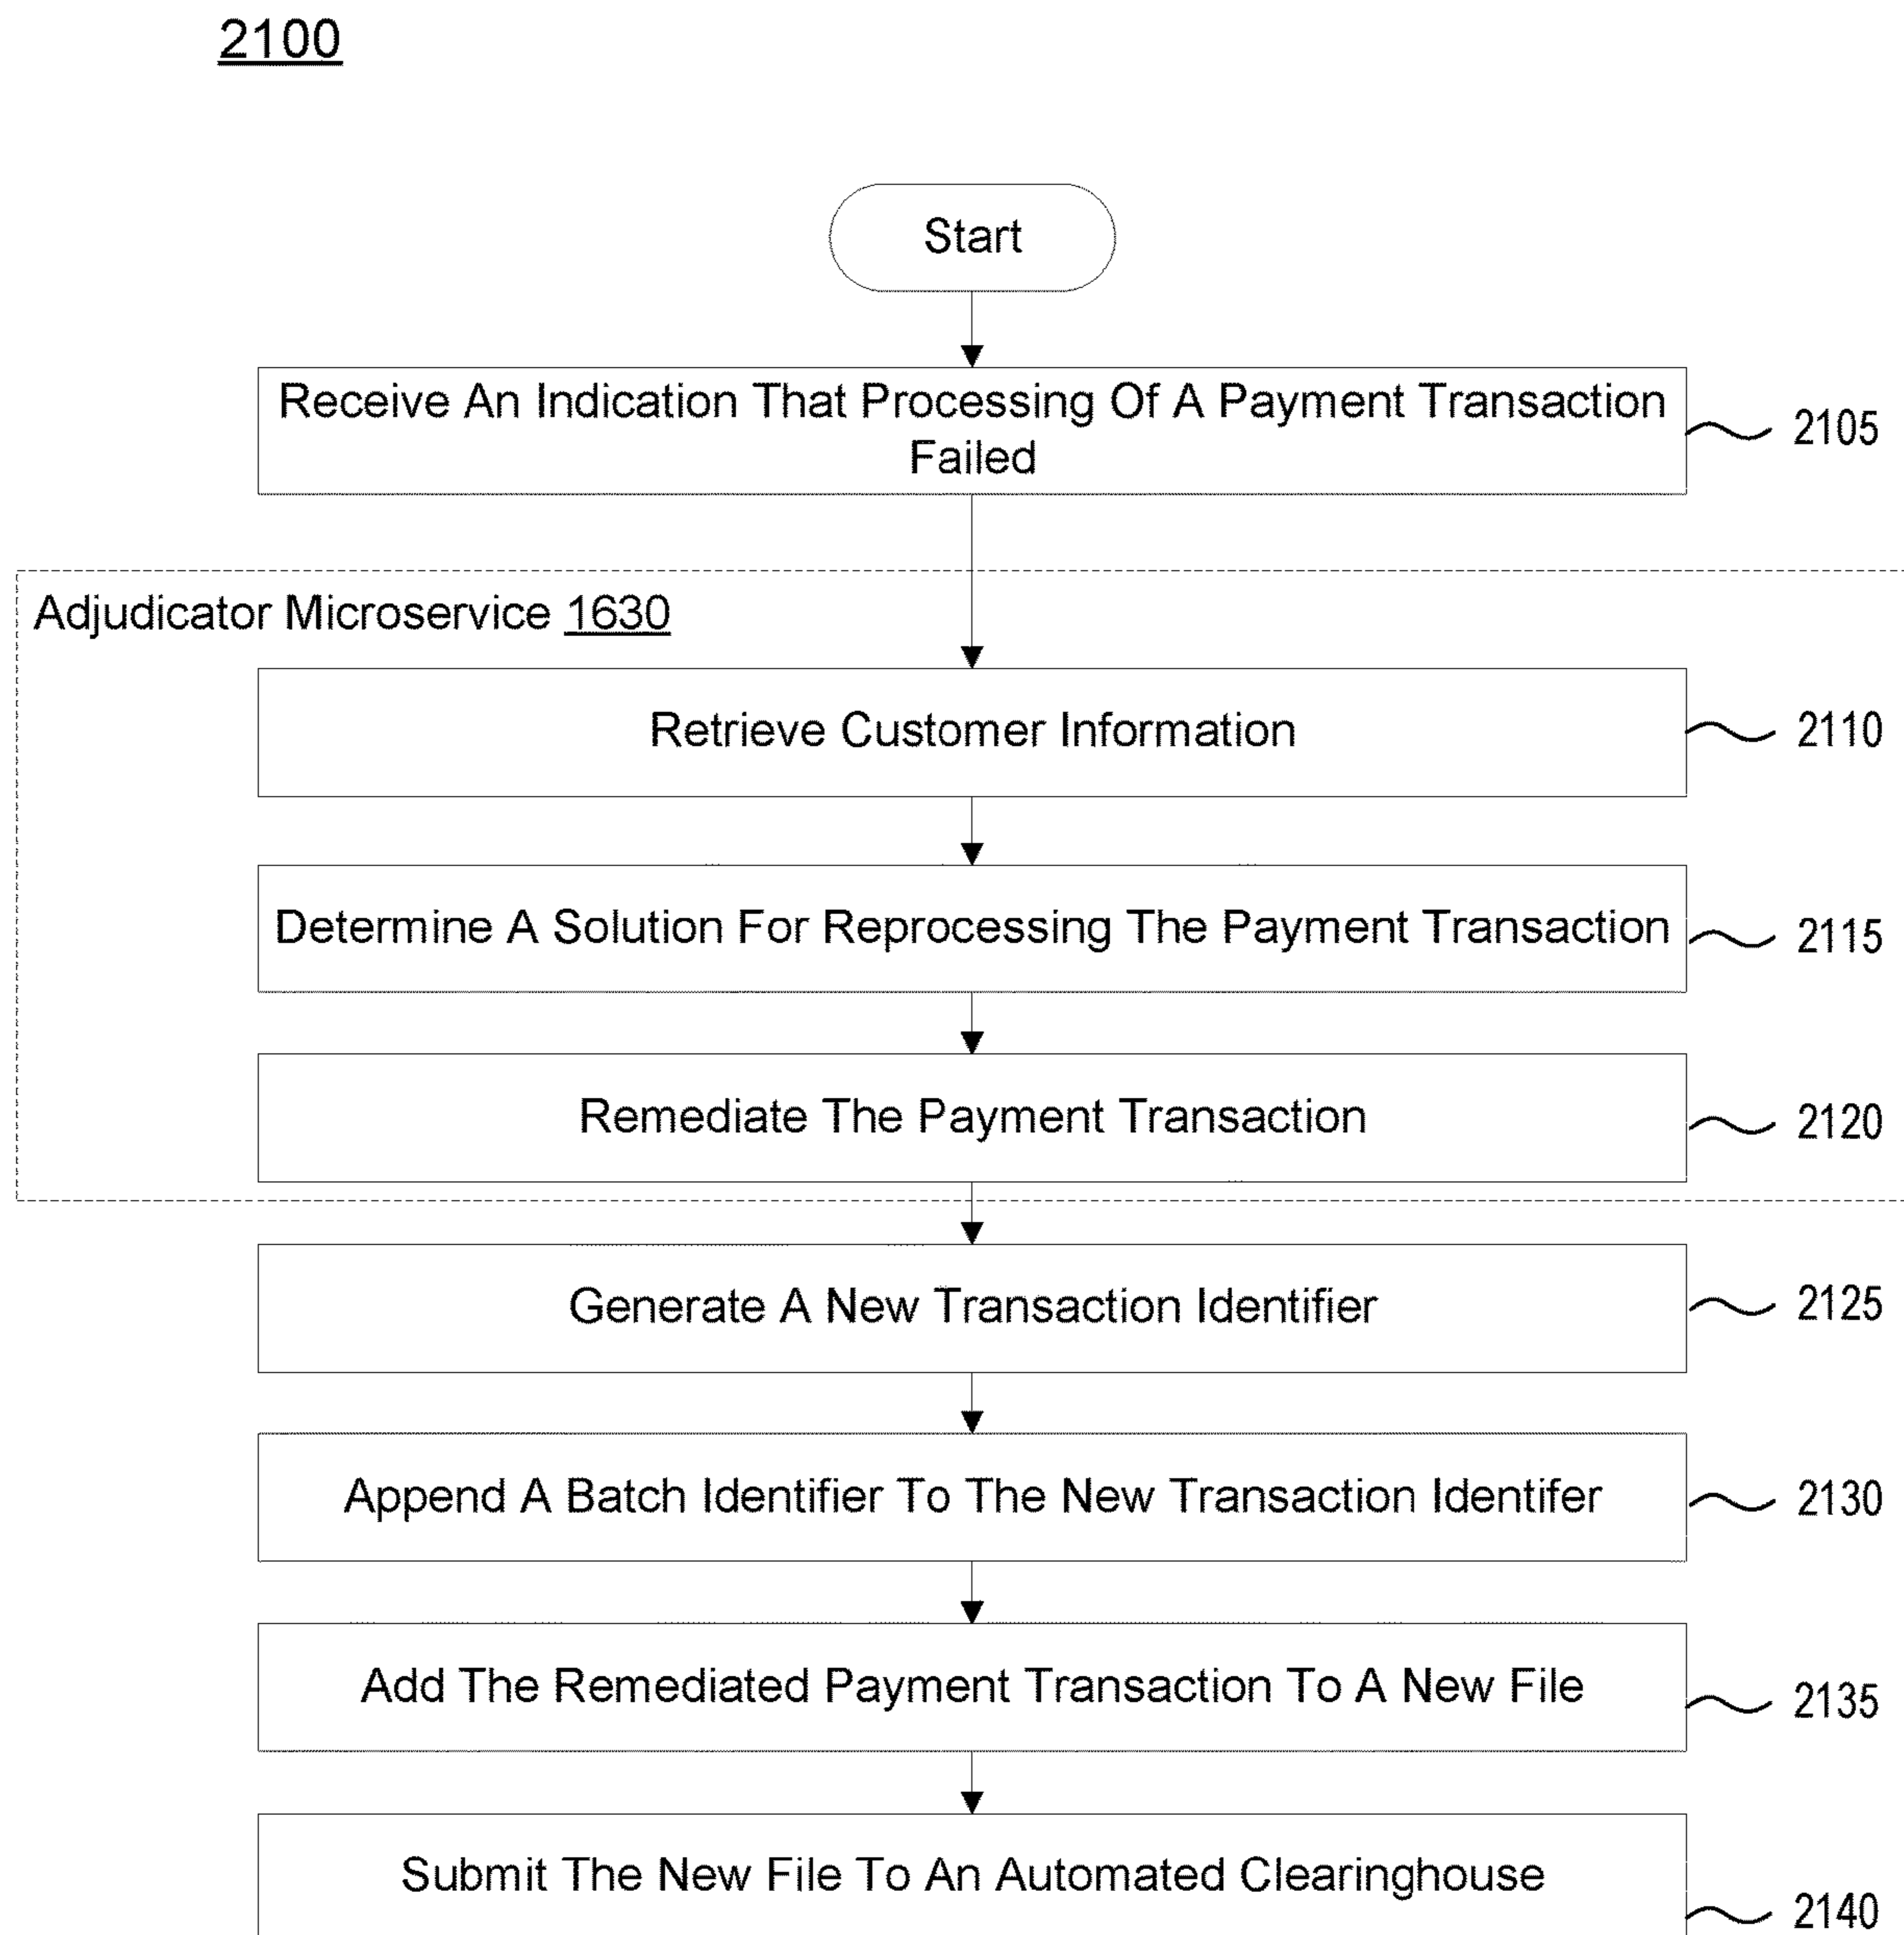 2100
Start
Receive An Indication That Processing Of A Payment Transaction
Failed
2105
Adjudicator Microservice 1630
Retrieve Customer Information
2110
Determine A Solution For Reprocessing The Payment Transaction
2115
Remediate The Payment Transaction
2120
Generate A New Transaction Identifier
2125
Append A Batch Identifier To The New Transaction Identifer
2130
Add The Remediated Payment Transaction To A New File
2135
Submit The New File To An Automated Clearinghouse
2140